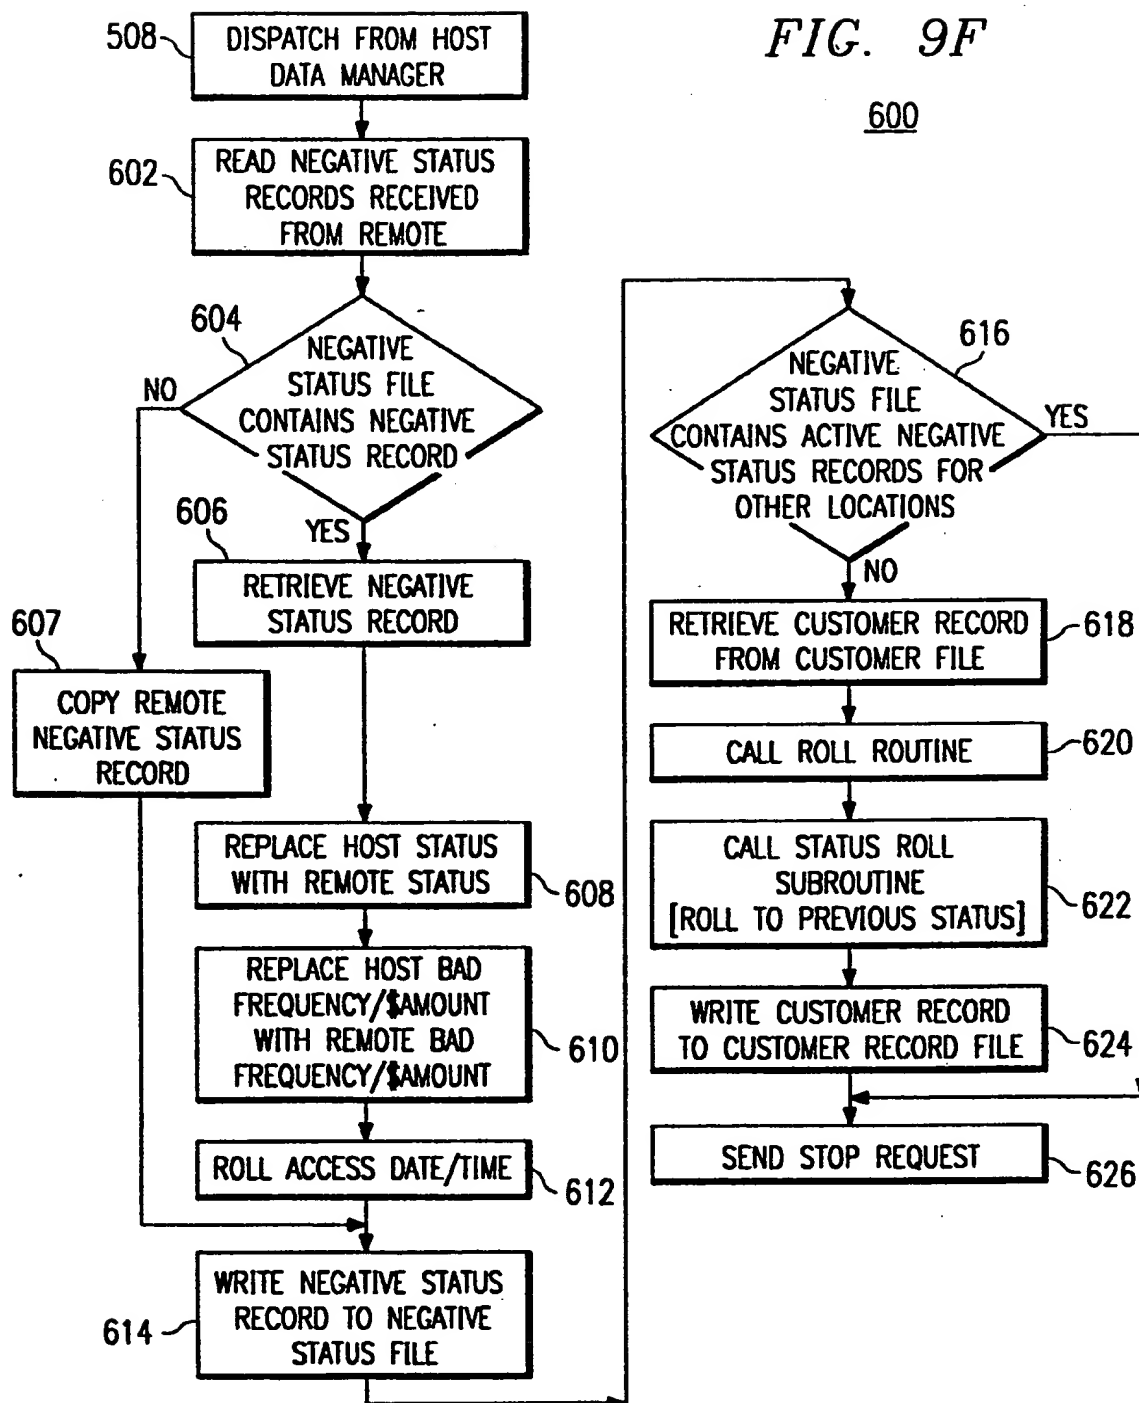 FIG. 9F
600
508
DISPATCH FROM HOST
DATA MANAGER
602
READ NEGATIVE STATUS
RECORDS RECEIVED
FROM REMOTE
604
NEGATIVE
STATUS FILE
CONTAINS NEGATIVE
STATUS RECORD
NO
YES
606
RETRIEVE NEGATIVE
STATUS RECORD
607
COPY REMOTE
NEGATIVE STATUS
RECORD
REPLACE HOST STATUS
WITH REMOTE STATUS
608
REPLACE HOST BAD
FREQUENCY/$AMOUNT
WITH REMOTE BAD
FREQUENCY/$AMOUNT
610
ROLL ACCESS DATE/TIME
612
WRITE NEGATIVE STATUS
RECORD TO NEGATIVE
STATUS FILE
614
616
NEGATIVE
STATUS FILE
CONTAINS ACTIVE NEGATIVE
STATUS RECORDS FOR
OTHER LOCATIONS
YES
NO
RETRIEVE CUSTOMER RECORD
FROM CUSTOMER FILE
618
CALL ROLL ROUTINE
620
CALL STATUS ROLL
SUBROUTINE
[ROLL TO PREVIOUS STATUS]
622
WRITE CUSTOMER RECORD
TO CUSTOMER RECORD FILE
624
SEND STOP REQUEST
626